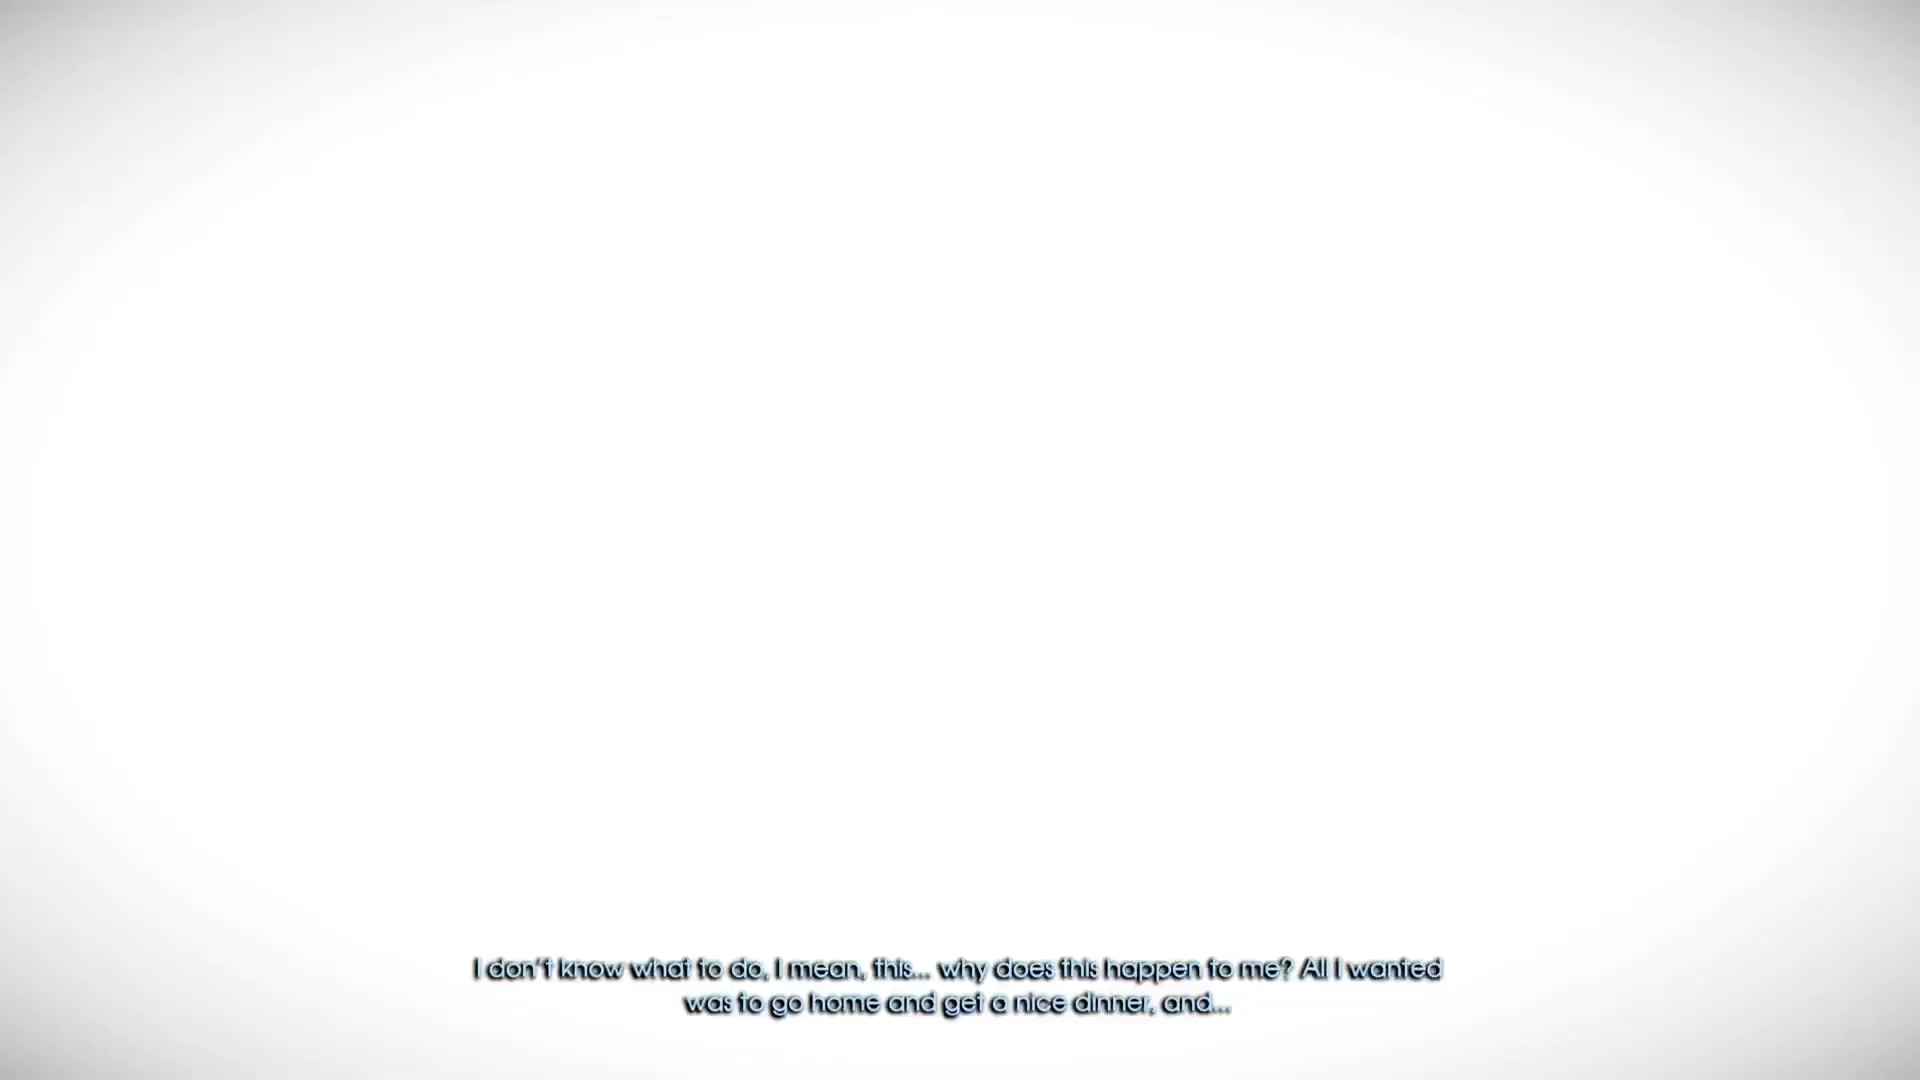 I don't know what to do, I mean, this... why does this happen to me? All I wanted
was to go home and get a nice dinner, and...